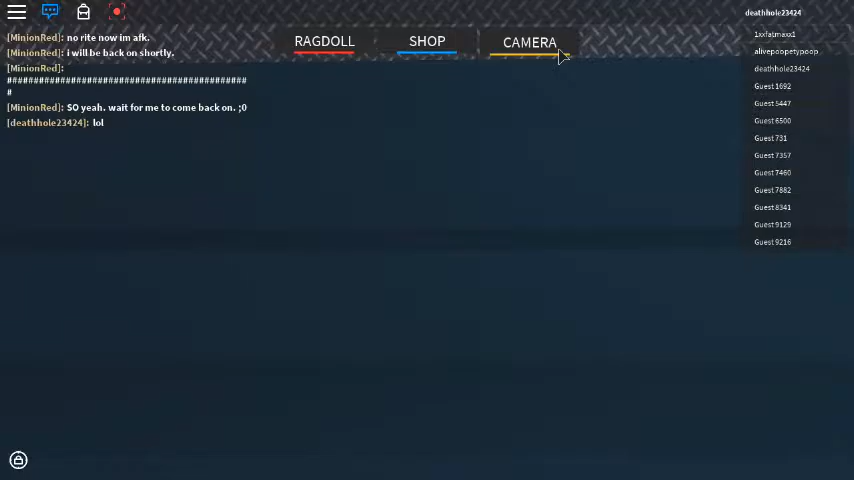 deathhole23424
[MinionRed]: no rite now im afk.
[MinionRed]: i will be back on shortly.
[MinionRed]:
#############################################
#
[MinionRed]: SO yeah. wait for me to come back on. ;0
[deathhole23424]: lol
RAGDOLL
SHOP
CAMERA
1xxfatmaxx1
alivepoopetypoop
deathhole23424
Guest 1692
Guest 5447
Guest 6500
Guest 731
Guest 7357
Guest 7460
Guest 7882
Guest 8341
Guest 9129
Guest 9216